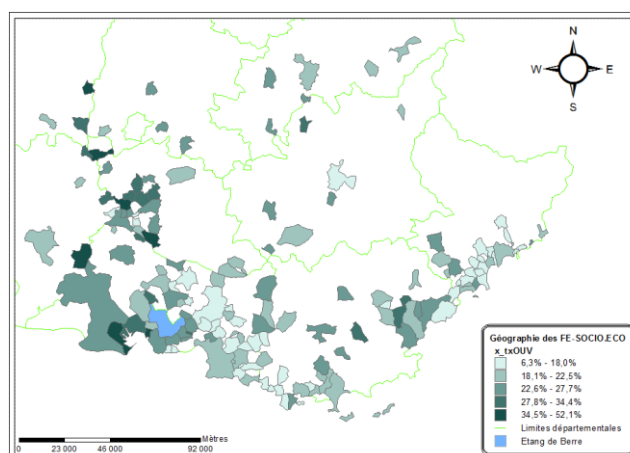 N
W E
S
Géographie des FE-SOCIO.ECO
x_txOUV
6,3% - 18,0%
18,1% - 22,5%
22,6% - 27,7%
27,8% - 34,4%
34,5% - 52,1%
Limites départementales
Etang de Berre
Mètres
0 23 000 46 000 92 000